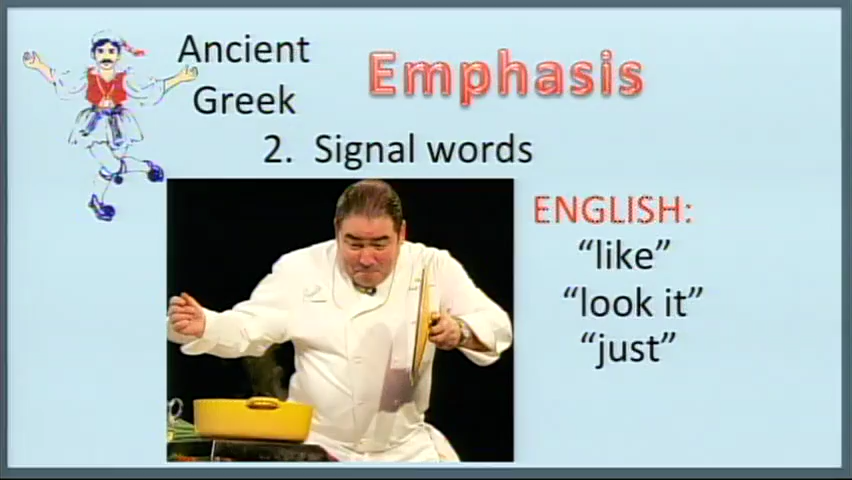 Ancient
Greek
Emphasis
2. Signal words
ENGLISH:
“like”
“look it”
“just”